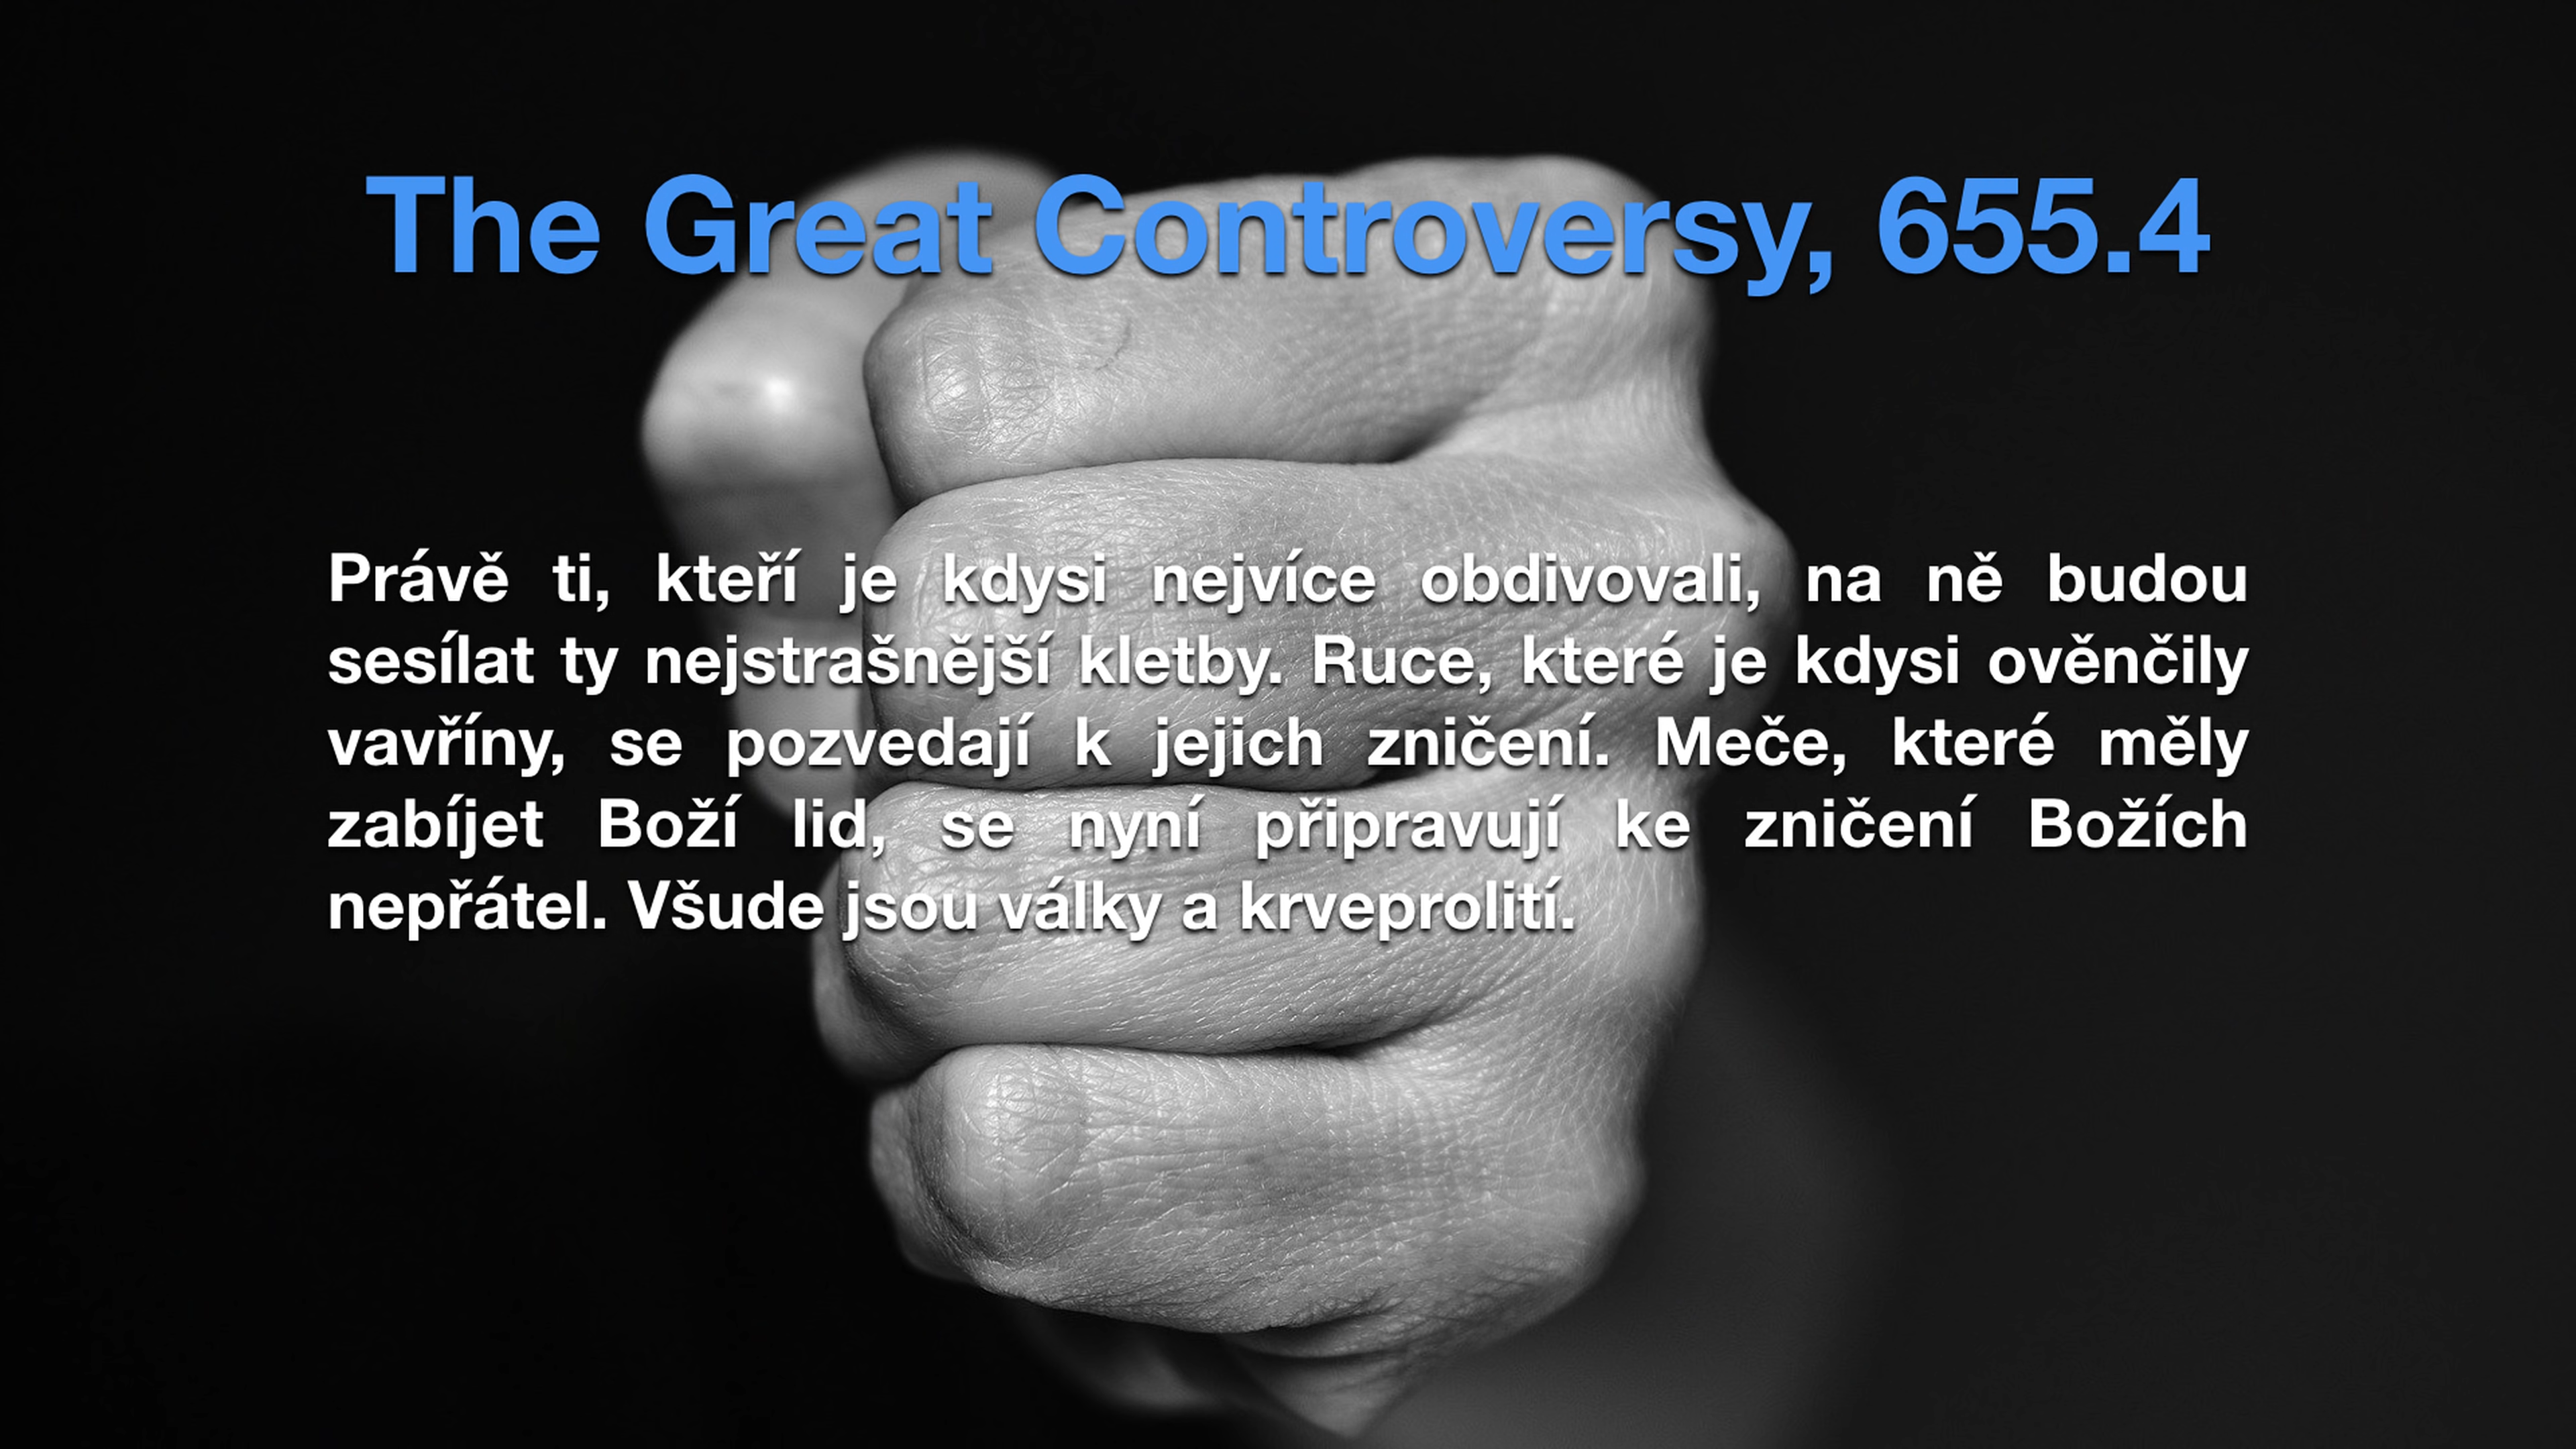 The Great Controversy, 655.4
Právě ti, kteří je kdysi nejvíce obdivovali, na ně budou
sesílat ty nejstrašnější kletby. Ruce, které je kdysi ověnčily
vavříny, se pozvedají k jejich zničení. Meče, které měly
zabíjet Boží lid, se nyní připravují ke zničení Božích
nepřátel. Všude jsou války a krveprolití.